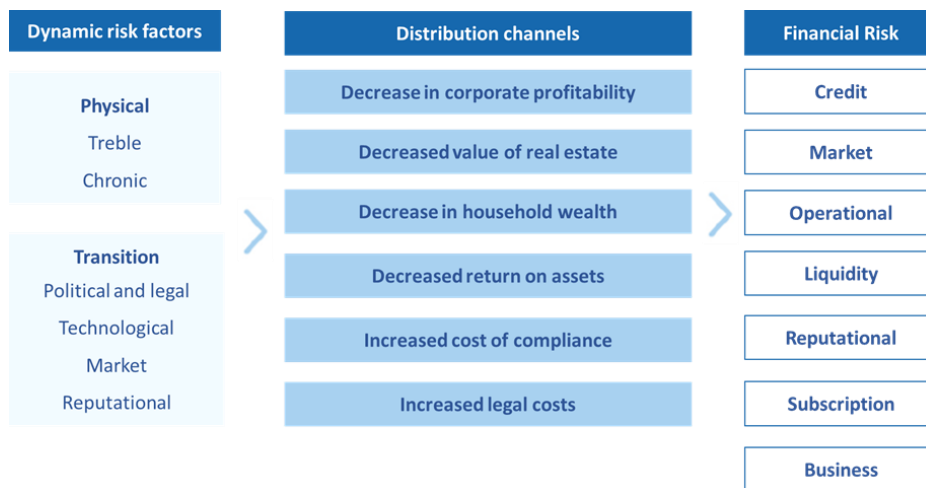 Dynamic risk factors
Physical
Treble
Chronic
Transition
Political and legal
Technological
Market
Reputational
Distribution channels
Decrease in corporate profitability
Decreased value of real estate
Decrease in household wealth
Decreased return on assets
Increased cost of compliance
Increased legal costs
Financial Risk
Credit
Market
Operational
Liquidity
Reputational
Subscription
Business